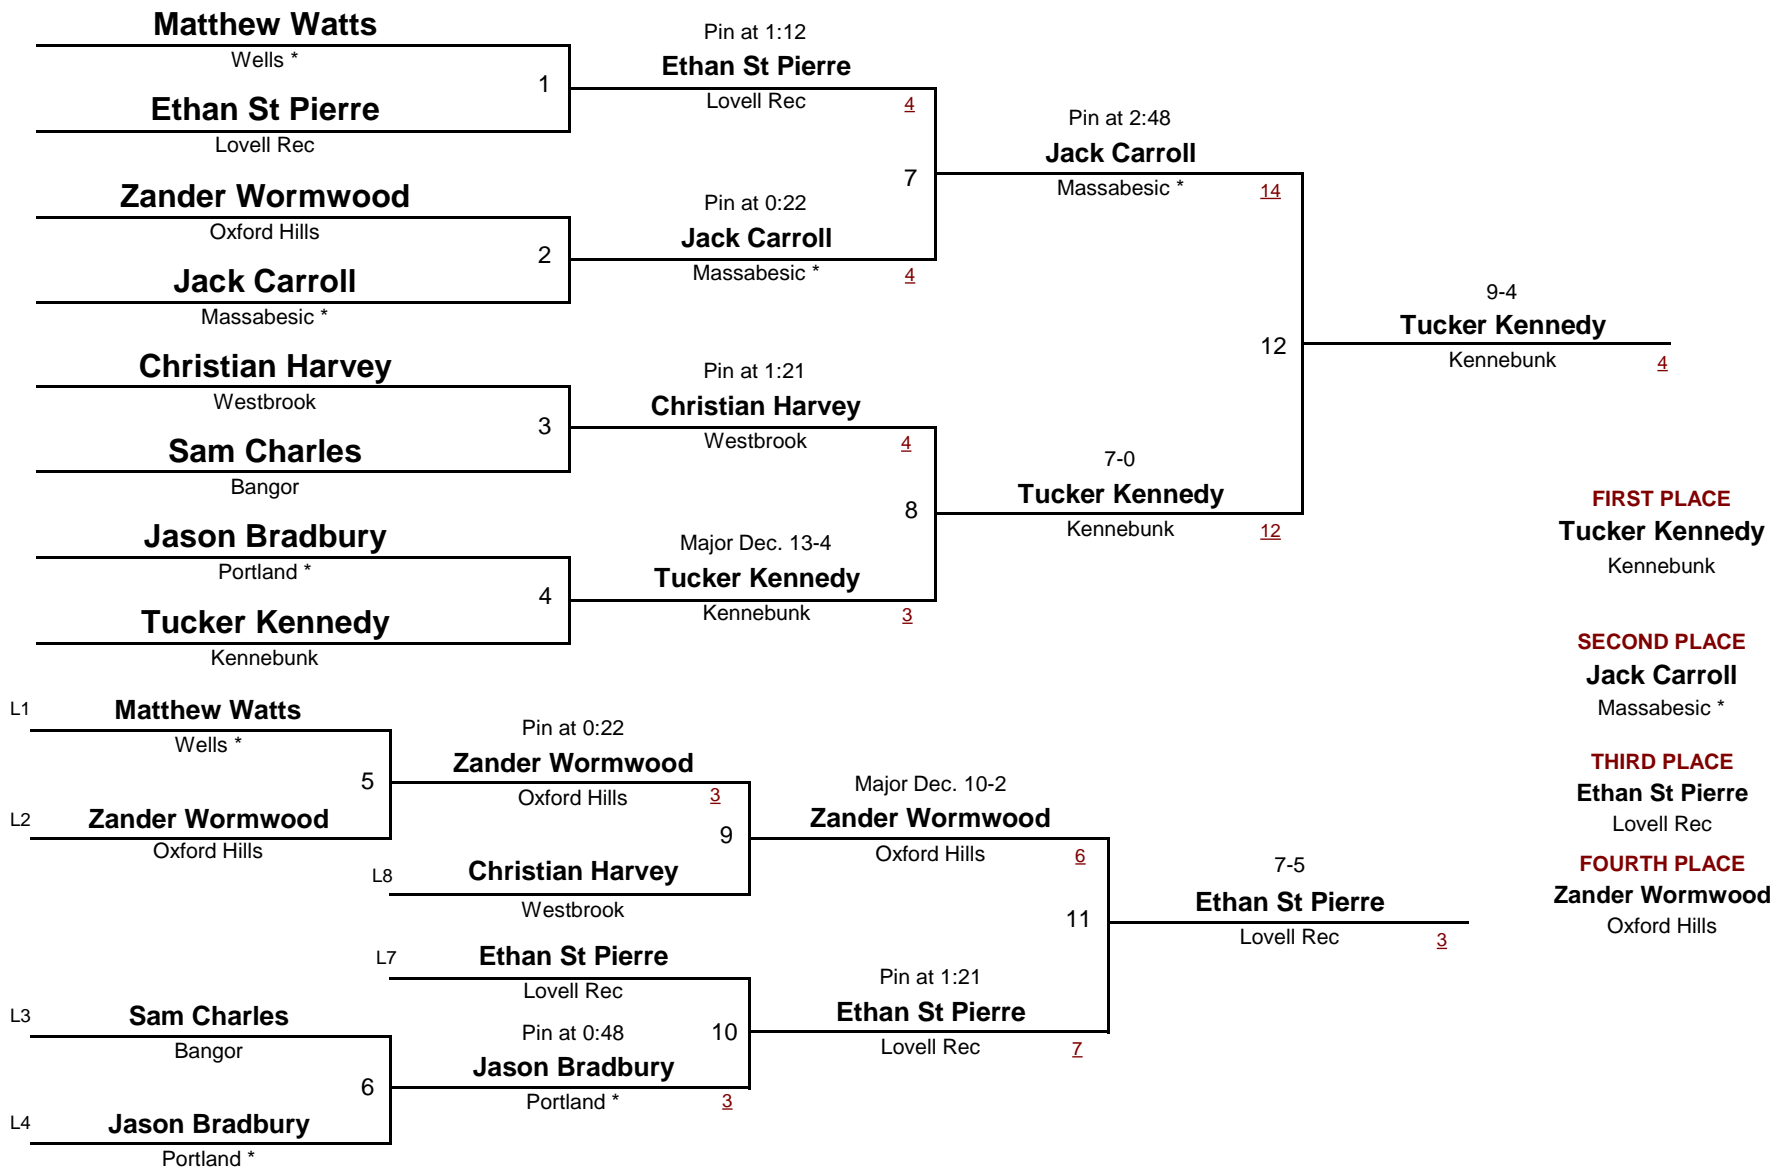 Matthew Watts
Wells *
1
Ethan St Pierre
Lovell Rec
Zander Wormwood
Oxford Hills
2
Jack Carroll
Massabesic *
Christian Harvey
Westbrook
3
Sam Charles
Bangor
Jason Bradbury
Portland *
4
Tucker Kennedy
Kennebunk
Pin at 1:12
Ethan St Pierre
Lovell Rec
4
7
Pin at 0:22
Jack Carroll
Massabesic *
4
Pin at 1:21
Christian Harvey
Westbrook
4
8
Major Dec. 13-4
Tucker Kennedy
Kennebunk
3
Pin at 2:48
Jack Carroll
Massabesic *
14
12
7-0
Tucker Kennedy
Kennebunk
12
9-4
Tucker Kennedy
Kennebunk
4
L1
Matthew Watts
Wells *
5
L2
Zander Wormwood
Oxford Hills
Pin at 0:22
Zander Wormwood
Oxford Hills
3
9
L8
Christian Harvey
Westbrook
L7
Ethan St Pierre
Lovell Rec
10
L3
Sam Charles
Bangor
6
L4
Jason Bradbury
Portland *
Pin at 0:48
Jason Bradbury
Portland *
3
Major Dec. 10-2
Zander Wormwood
Oxford Hills
6
11
Pin at 1:21
Ethan St Pierre
Lovell Rec
7
7-5
Ethan St Pierre
Lovell Rec
3
FIRST PLACE
Tucker Kennedy
Kennebunk
SECOND PLACE
Jack Carroll
Massabesic *
THIRD PLACE
Ethan St Pierre
Lovell Rec
FOURTH PLACE
Zander Wormwood
Oxford Hills